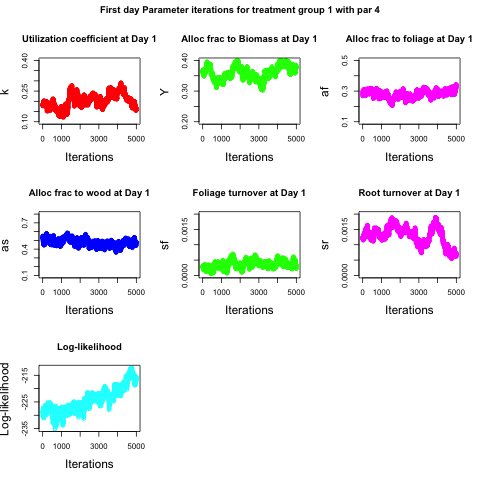 First day Parameter iterations for treatment group 1 with par 4
Utilization coefficient at Day 1
Alloc frac to Biomass at Day 1
Alloc frac to foliage at Day 1
k
0.10
0.25
0.40
0
1000
3000
5000
Iterations
Y
0.20
0.30
0.40
0
1000
3000
5000
Iterations
af
0.1
0.3
0.5
0
1000
3000
5000
Iterations
Alloc frac to wood at Day 1
Foliage turnover at Day 1
Root turnover at Day 1
as
0.1
0.4
0.7
0
1000
3000
5000
Iterations
sf
0.0000
0.0015
0
1000
3000
5000
Iterations
sr
0.0000
0.0015
0
1000
3000
5000
Iterations
Log-likelihood
Log-likelihood
-235
-225
-215
0
1000
3000
5000
Iterations